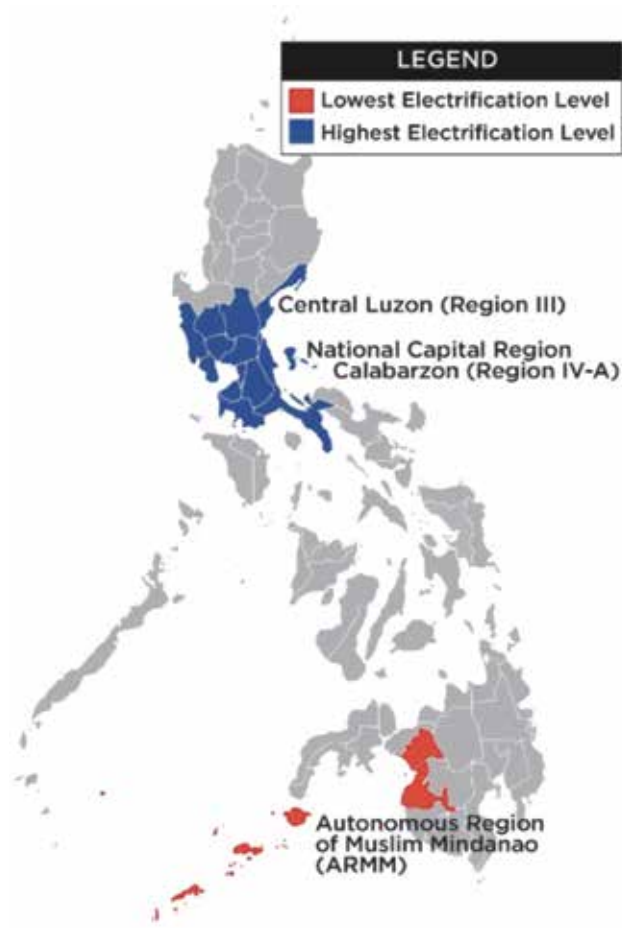 LEGEND
Lowest Electrification Level
Highest Electrification Level
Central Luzon (Region III)
National Capital Region
Calabarzon (Region IV-A)
Autonomous Region
of Muslim Mindanao
(ARMM)